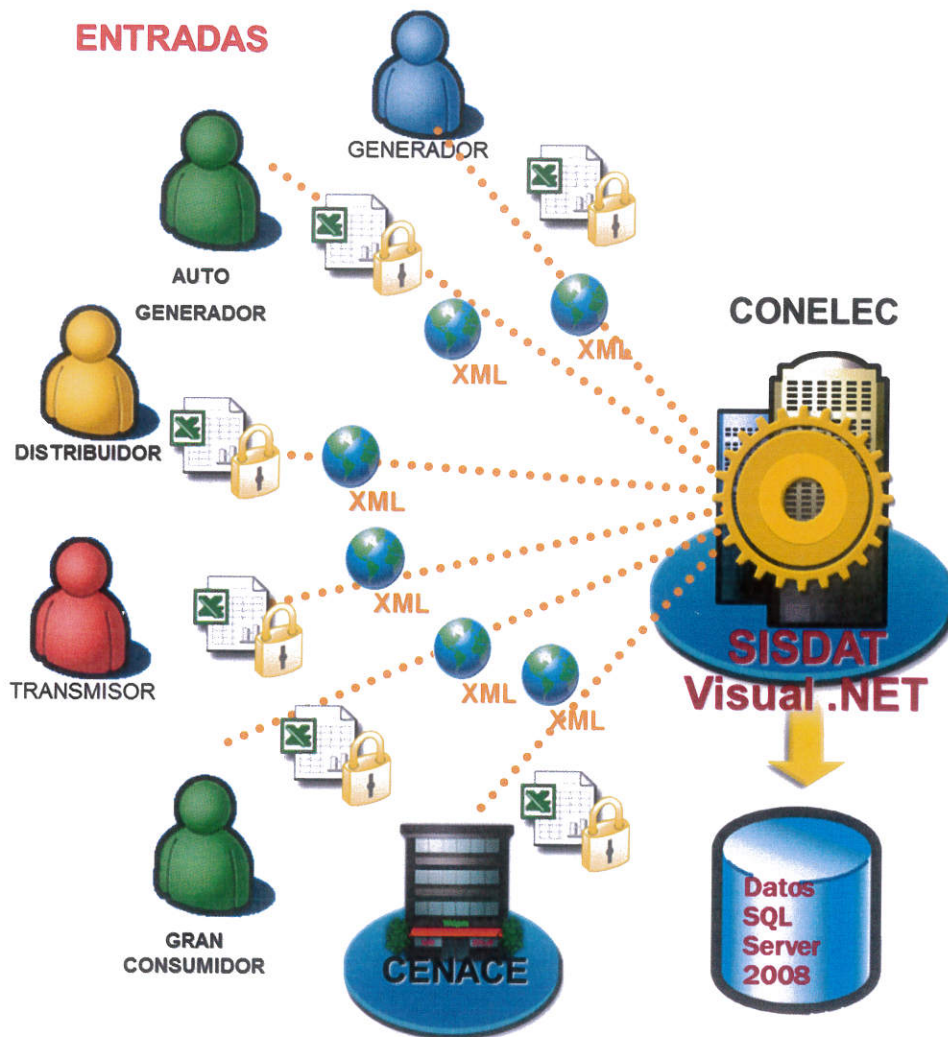 ENTRADAS
GENERADOR
AUTO
GENERADOR
XML
XML
CONELEC
DISTRIBUIDOR
XML
XML
TRANSMISOR
XML
XML
SISDAT
Visual .NET
GRAN
CONSUMIDOR
CENACE
Datos
SQL
Server
2008